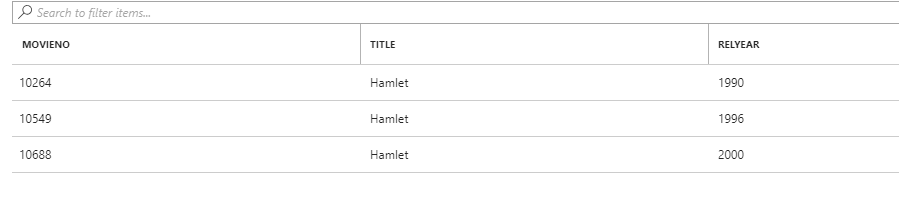 Search to filter items...
MOVIENO TITLE RELYEAR
10264 Hamlet 1990
10549 Hamlet 1996
10688 Hamlet 2000